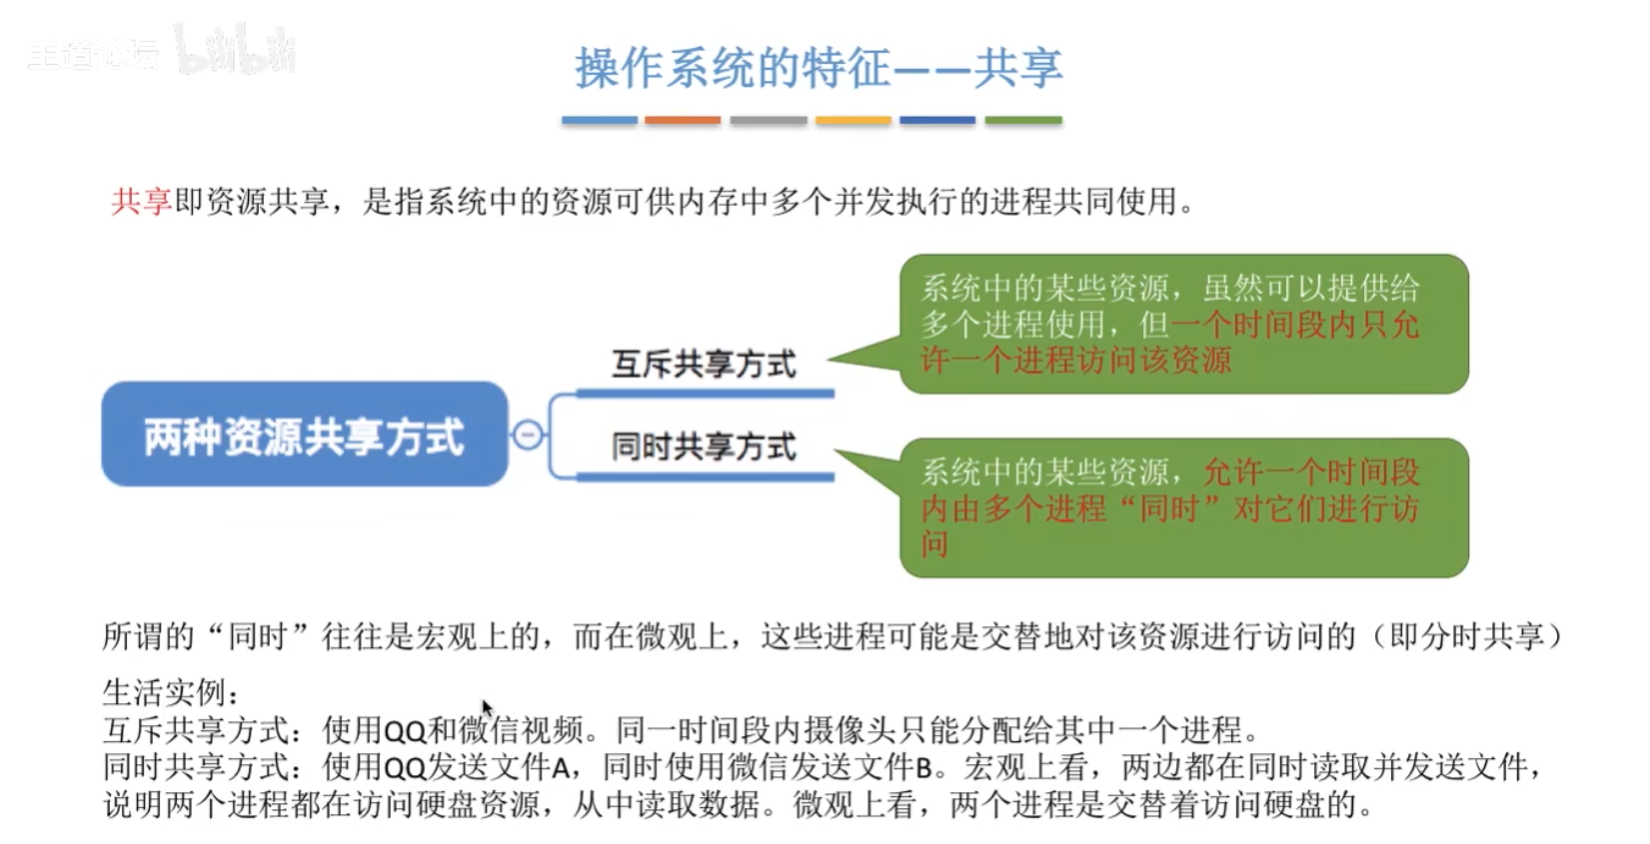 王道论坛 bilibili
操作系统的特征——共享
共享即资源共享，是指系统中的资源可供内存中多个并发执行的进程共同使用。
系统中的某些资源，虽然可以提供给
多个进程使用，但一个时间段内只允
许一个进程访问该资源
互斥共享方式
两种资源共享方式
同时共享方式
系统中的某些资源，允许一个时间段
内由多个进程“同时”对它们进行访
问
所谓的“同时”往往是宏观上的，而在微观上，这些进程可能是交替地对该资源进行访问的（即分时共享）
生活实例：
互斥共享方式：使用QQ和微信视频。同一时间段内摄像头只能分配给其中一个进程。
同时共享方式：使用QQ发送文件A，同时使用微信发送文件B。宏观上看，两边都在同时读取并发送文件，
说明两个进程都在访问硬盘资源，从中读取数据。微观上看，两个进程是交替着访问硬盘的。